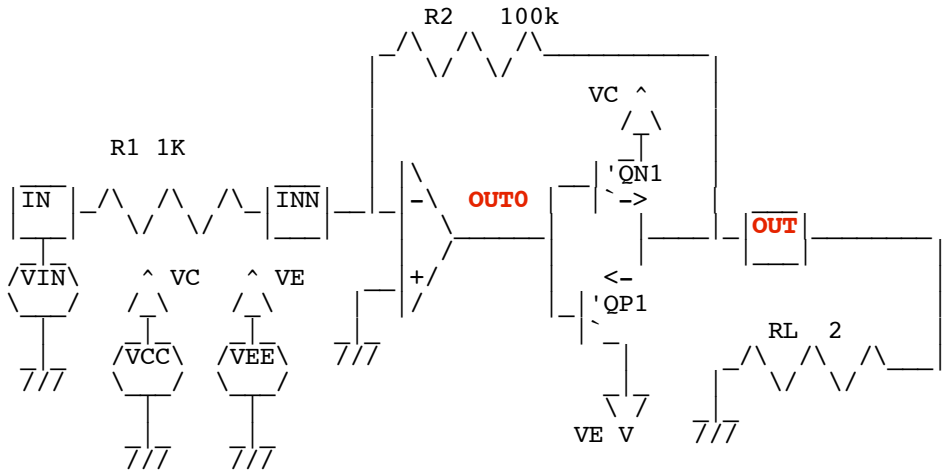 R2 100k
VC ^
R1 1K
IN
INN
-
OUT0
'QN1
` ->
OUT
VIN
^ VC
^ VE
+
<-
'QP1
`
RL 2
VCC
VEE
VE V